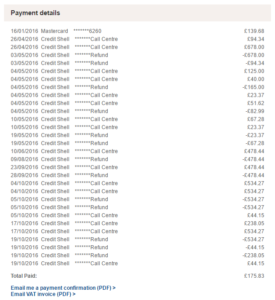 Payment details
16/01/2016 Mastercard *******6260 £139.68
26/04/2016 Credit Shell *******Call Centre £94.34
26/04/2016 Credit Shell *******Call Centre £678.00
03/05/2016 Credit Shell *******Refund -£678.00
03/05/2016 Credit Shell *******Refund -£94.34
04/05/2016 Credit Shell *******Call Centre £125.00
04/05/2016 Credit Shell *******Call Centre £40.00
04/05/2016 Credit Shell *******Refund -£165.00
04/05/2016 Credit Shell *******Call Centre £23.37
04/05/2016 Credit Shell *******Call Centre £51.62
04/05/2016 Credit Shell *******Refund -£82.99
10/05/2016 Credit Shell *******Call Centre £67.28
10/05/2016 Credit Shell *******Call Centre £23.37
19/05/2016 Credit Shell *******Refund -£23.37
19/05/2016 Credit Shell *******Refund -£67.28
10/06/2016 Credit Shell *******Call Centre £478.44
09/08/2016 Credit Shell *******Refund -£478.44
23/09/2016 Credit Shell *******Call Centre £478.44
28/09/2016 Credit Shell *******Refund -£478.44
04/10/2016 Credit Shell *******Call Centre £534.27
04/10/2016 Credit Shell *******Call Centre £534.27
05/10/2016 Credit Shell *******Refund -£534.27
05/10/2016 Credit Shell *******Refund -£534.27
05/10/2016 Credit Shell *******Call Centre £44.15
17/10/2016 Credit Shell *******Call Centre £238.05
17/10/2016 Credit Shell *******Call Centre £534.27
18/10/2016 Credit Shell *******Refund -£534.27
19/10/2016 Credit Shell *******Refund -£44.15
19/10/2016 Credit Shell *******Refund -£238.05
19/10/2016 Credit Shell *******Call Centre £44.15
Total Paid: £175.83
Email me a payment confirmation (PDF) >
Email VAT invoice (PDF) >